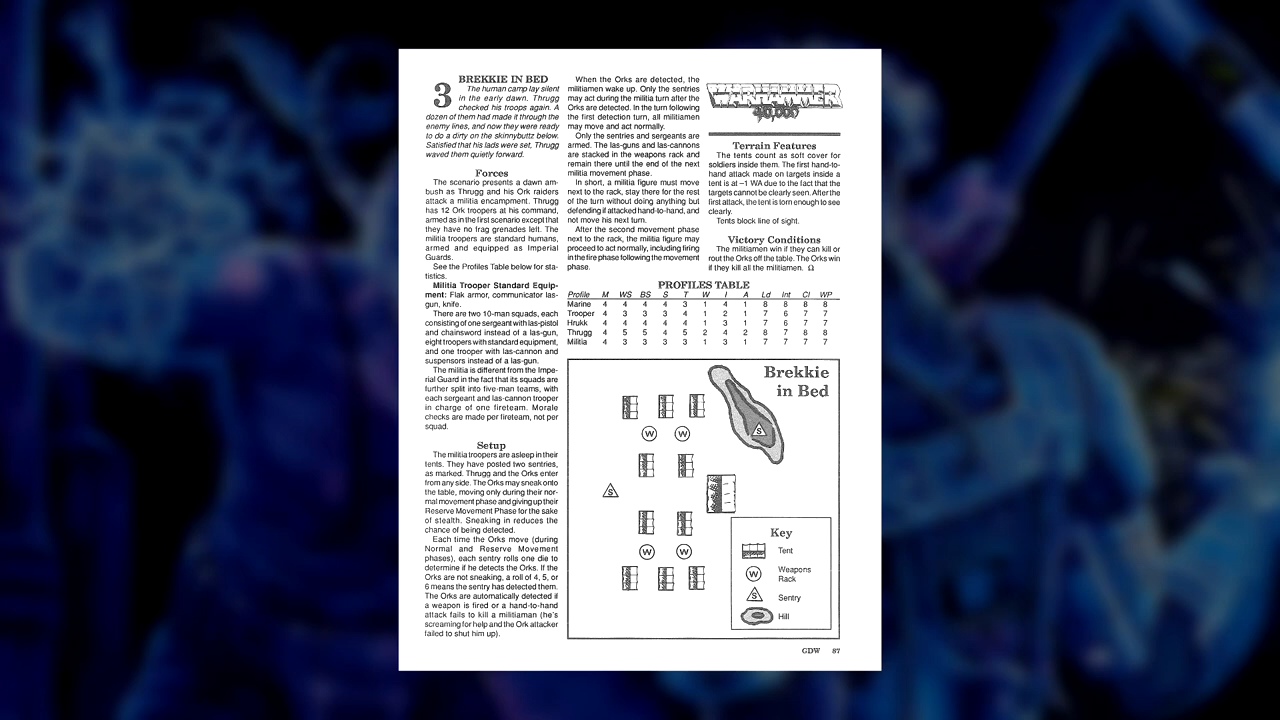 3
BREKKIE IN BED
The human camp lay silent
in the early dawn. Thrugg
checked his troops again. A
dozen of them had made it through the
enemy lines, and now they were ready
to do a dirty on the skinnybuttz below.
Satisfied that his lads were set, Thrugg
waved them quietly forward.
Forces
The scenario presents a dawn am-
bush as Thrugg and his Ork raiders
attack a militia encampment. Thrugg
has 12 Ork troopers at his command,
armed as in the first scenario except that
they have no frag grenades left. The
militia troopers are standard humans,
armed and equipped as Imperial
Guards.
See the Profiles Table below for sta-
tistics.
Militia Trooper Standard Equip-
ment: Flak armor, communicator las-
gun, knife.
There are two 10-man squads, each
consisting of one sergeant with las-pistol
and chainsword instead of a las-gun,
eight troopers with standard equipment,
and one trooper with las-cannon and
suspensors instead of a las-gun.
The militia is different from the Impe-
rial Guard in the fact that its squads are
further split into five-man teams, with
each sergeant and las-cannon trooper
in charge of one fireteam. Morale
checks are made per fireteam, not per
squad.
Setup
The militia troopers are asleep in their
tents. They have posted two sentries,
as marked. Thrugg and the Orks enter
from any side. The Orks may sneak onto
the table, moving only during their nor-
mal movement phase and giving up their
Reserve Movement Phase for the sake
of stealth. Sneaking in reduces the
chance of being detected.
Each time the Orks move (during
Normal and Reserve Movement
phases), each sentry rolls one die to
determine if he detects the Orks. If the
Orks are not sneaking, a roll of 4, 5, or
6 means the sentry has detected them.
The Orks are automatically detected if
a weapon is fired or a hand-to-hand
attack fails to kill a militiaman (he's
screaming for help and the Ork attacker
failed to shut him up).
When the Orks are detected, the
militiamen wake up. Only the sentries
may act during the militia turn after the
Orks are detected. In the turn following
the first detection turn, all militiamen
may move and act normally.
Only the sentries and sergeants are
armed. The las-guns and las-cannons
are stacked in the weapons rack and
remain there until the end of the next
militia movement phase.
In short, a militia figure must move
next to the rack, stay there for the rest
of the turn without doing anything but
defending if attacked hand-to-hand, and
not move his next turn.
After the second movement phase
next to the rack, the militia figure may
proceed to act normally, including firing
in the fire phase following the movement
phase.
WARHAMMER
40,000
Terrain Features
The tents count as soft cover for
soldiers inside them. The first hand-to-
hand attack made on targets inside a
tent is at –1 WA due to the fact that the
targets cannot be clearly seen. After the
first attack, the tent is torn enough to see
clearly.
Tents block line of sight.
Victory Conditions
The militiamen win if they can kill or
rout the Orks off the table. The Orks win
if they kill all the militiamen. Ω
PROFILES TABLE
Profile M WS BS S T W I A Ld Int Cl WP
Marine 4 4 4 4 3 1 4 1 8 8 8 8
Trooper 4 3 3 3 4 1 2 1 7 6 7 7
Hrukk 4 4 4 4 4 1 3 1 7 6 7 7
Thrugg 4 5 5 4 5 2 4 2 8 7 8 8
Militia 4 3 3 3 3 1 3 1 7 7 7 7
Brekkie
in Bed
S
W W
S
W W
Key
Tent
W Weapons
Rack
S Sentry
Hill
GDW 87